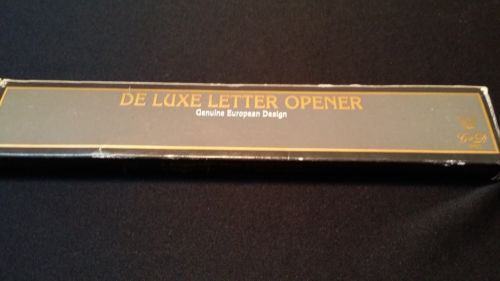 DE LUXE LETTER OPENER
Genuine European Design